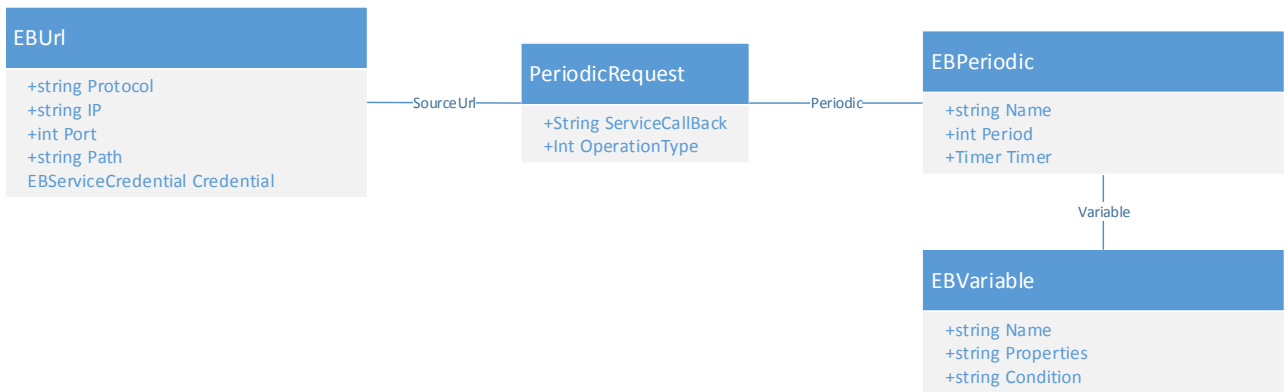 EBUrl
+string Protocol
+string IP
+int Port
+string Path
EBServiceCredential Credential
SourceUrl
PeriodicRequest
+String ServiceCallBack
+Int OperationType
Periodic
EBPeriodic
+string Name
+int Period
+Timer Timer
Variable
EBVariable
+string Name
+string Properties
+string Condition